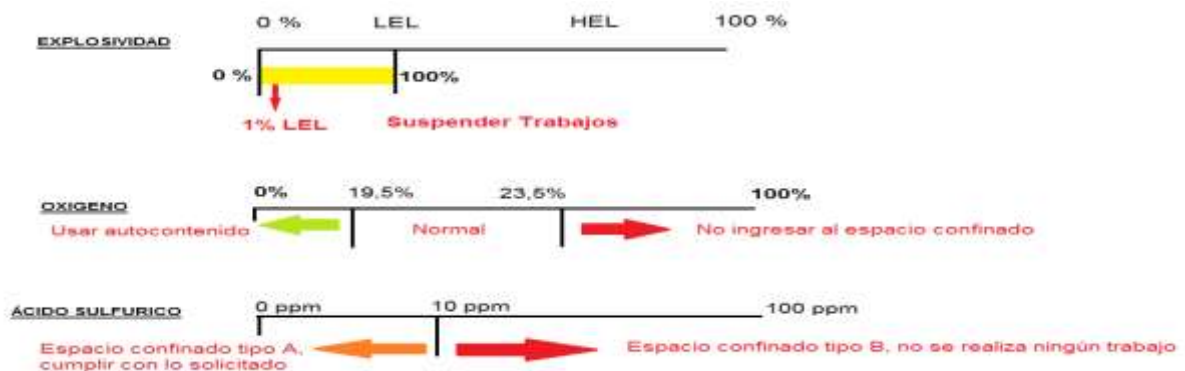 0 % LEL HEL 100 %
EXPLOSIVIDAD
0 % 100%
1% LEL Suspender Trabajos
0% 19,5% 23,5% 100%
OXIGENO
Usar autocontenido Normal No ingresar al espacio confinado
ÁCIDO SULFURICO 0 ppm 10 ppm 100 ppm
Espacio confinado tipo A, Espacio confinado tipo B, no se realiza ningún trabajo
cumplir con lo solicitado